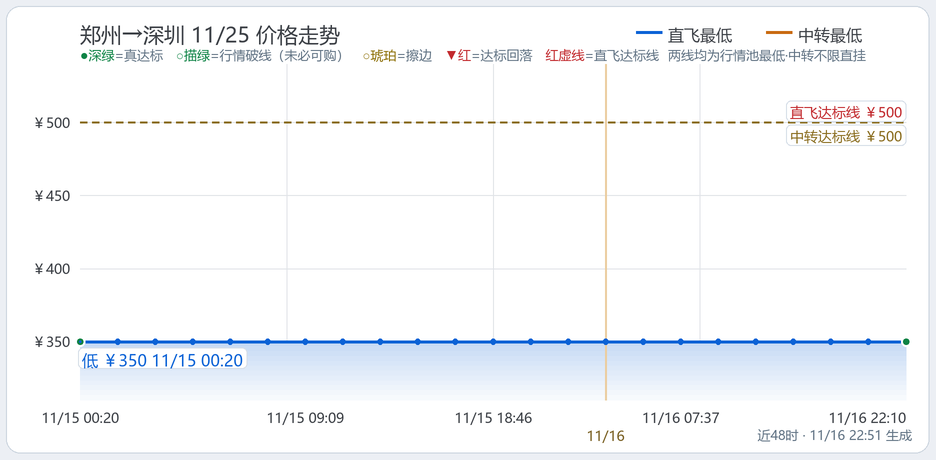 郑州→深圳 11/25 价格走势
直飞最低 中转最低
●深绿=真达标 ○描绿=行情破线（未必可购） ○琥珀=擦边 ▼红=达标回落 红虚线=直飞达标线 两线均为行情池最低·中转不限直挂
直飞达标线 ¥500
¥500
中转达标线 ¥500
¥450
¥400
¥350
低 ¥350 11/15 00:20
11/15 00:20 11/15 09:09 11/15 18:46 11/16 07:37 11/16 22:10
11/16
近48时 · 11/16 22:51 生成